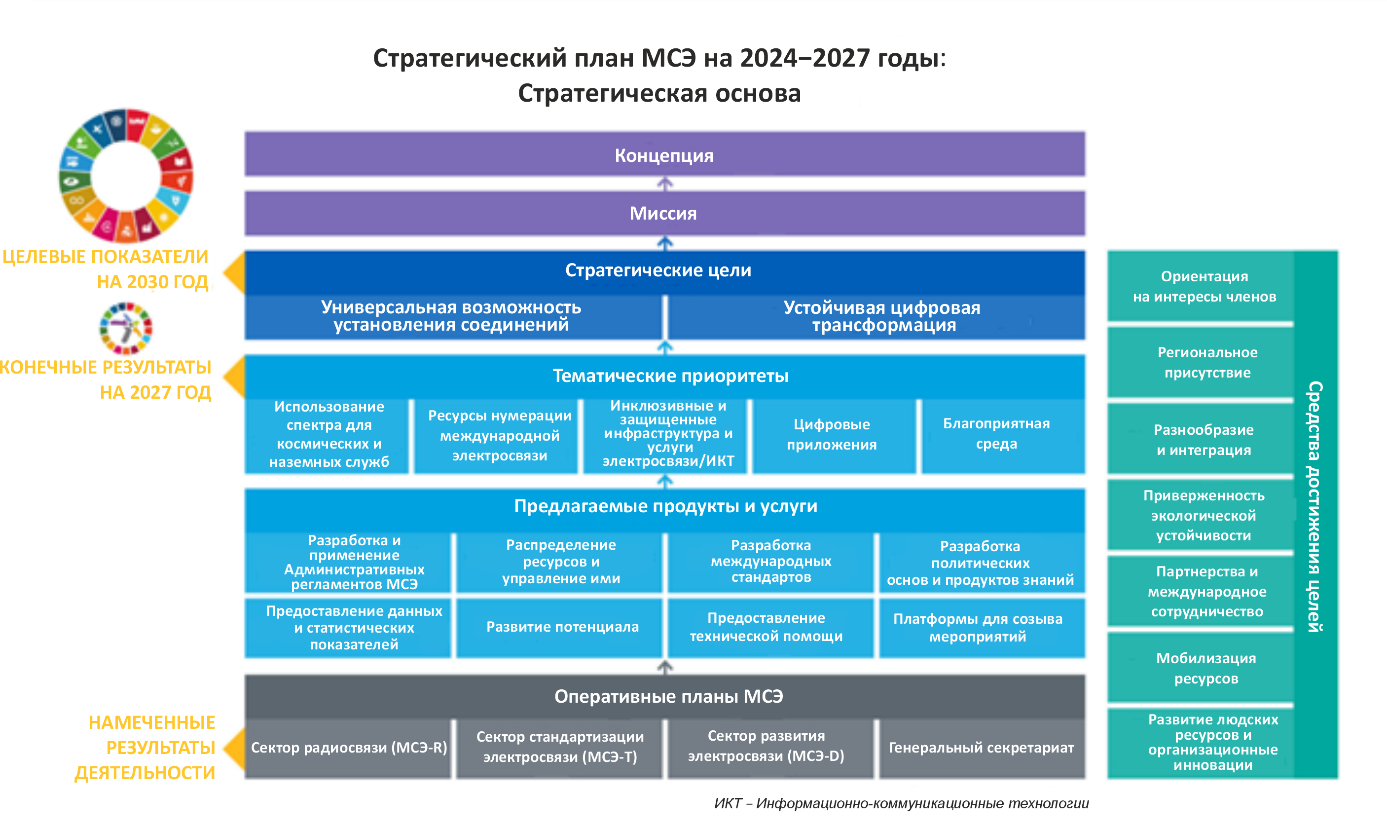 Стратегический план МСЭ на 2024–2027 годы:
Стратегическая основа
Концепция
Миссия
ЦЕЛЕВЫЕ ПОКАЗАТЕЛИ
НА 2030 ГОД
Стратегические цели
Универсальная возможность
установления соединений
Устойчивая цифровая
трансформация
КОНЕЧНЫЕ РЕЗУЛЬТАТЫ
НА 2027 ГОД
Тематические приоритеты
Использование
спектра для
космических и
наземных служб
Ресурсы нумерации
международной
электросвязи
Инклюзивные и
защищенные
инфраструктура и
услуги
электросвязи/ИКТ
Цифровые
приложения
Благоприятная
среда
Предлагаемые продукты и услуги
Разработка и
применение
Административных
регламентов МСЭ
Распределение
ресурсов и
управление ими
Разработка
международных
стандартов
Разработка
политических
основ и продуктов знаний
Предоставление данных
и статистических
показателей
Развитие потенциала
Предоставление
технической помощи
Платформы для созыва
мероприятий
НАМЕЧЕННЫЕ
РЕЗУЛЬТАТЫ
ДЕЯТЕЛЬНОСТИ
Оперативные планы МСЭ
Сектор радиосвязи (МСЭ-R)
Сектор стандартизации
электросвязи (МСЭ-Т)
Сектор развития
электросвязи (МСЭ-D)
Генеральный секретариат
Ориентация
на интересы членов
Региональное
присутствие
Разнообразие
и интеграция
Приверженность
экологической
устойчивости
Партнерства и
международное
сотрудничество
Мобилизация
ресурсов
Развитие людских
ресурсов и
организационные
инновации
Средства достижения целей
ИКТ – Информационно-коммуникационные технологии